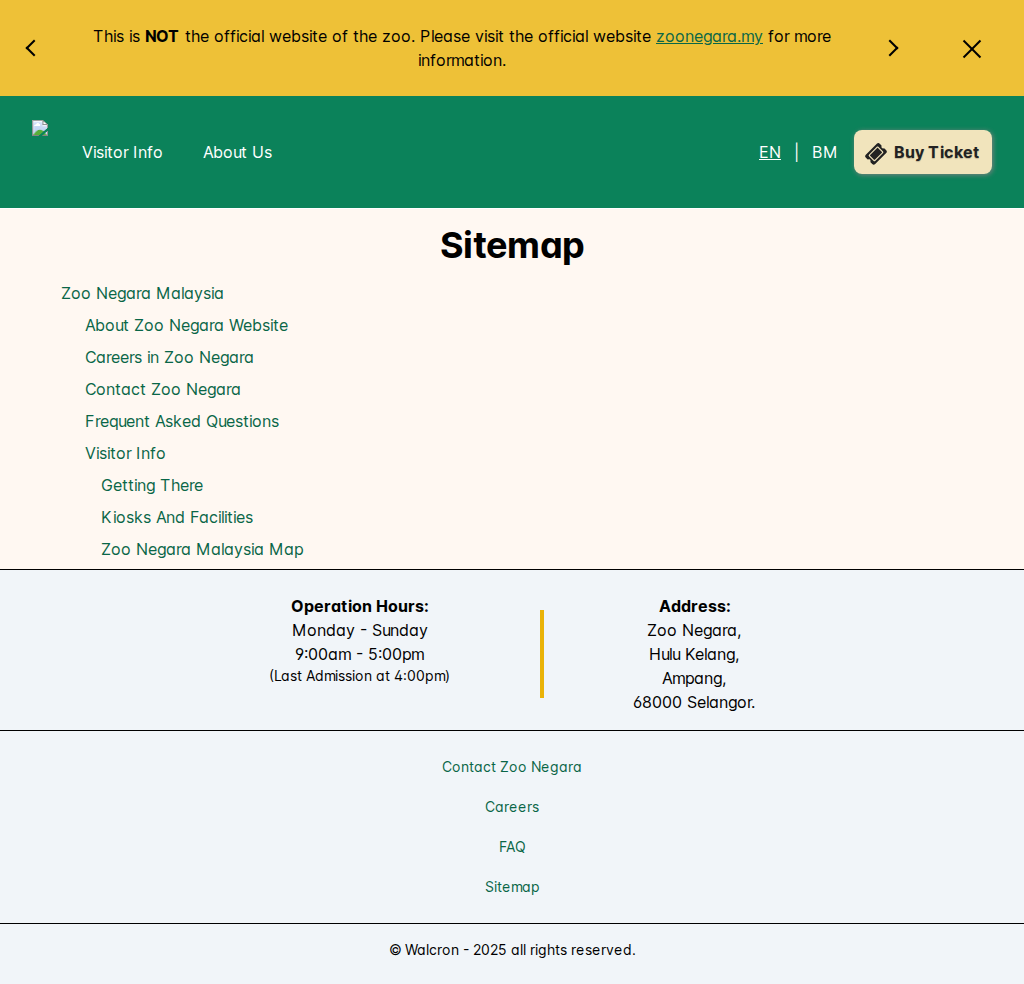 This is NOT the official website of the zoo. Please visit the official website zoonegara.my for more
information.
Visitor Info
About Us
EN | BM
Buy Ticket
Sitemap
Zoo Negara Malaysia
About Zoo Negara Website
Careers in Zoo Negara
Contact Zoo Negara
Frequent Asked Questions
Visitor Info
Getting There
Kiosks And Facilities
Zoo Negara Malaysia Map
Operation Hours:
Monday - Sunday
9:00am - 5:00pm
(Last Admission at 4:00pm)
Address:
Zoo Negara,
Hulu Kelang,
Ampang,
68000 Selangor.
Contact Zoo Negara
Careers
FAQ
Sitemap
© Walcron - 2025 all rights reserved.